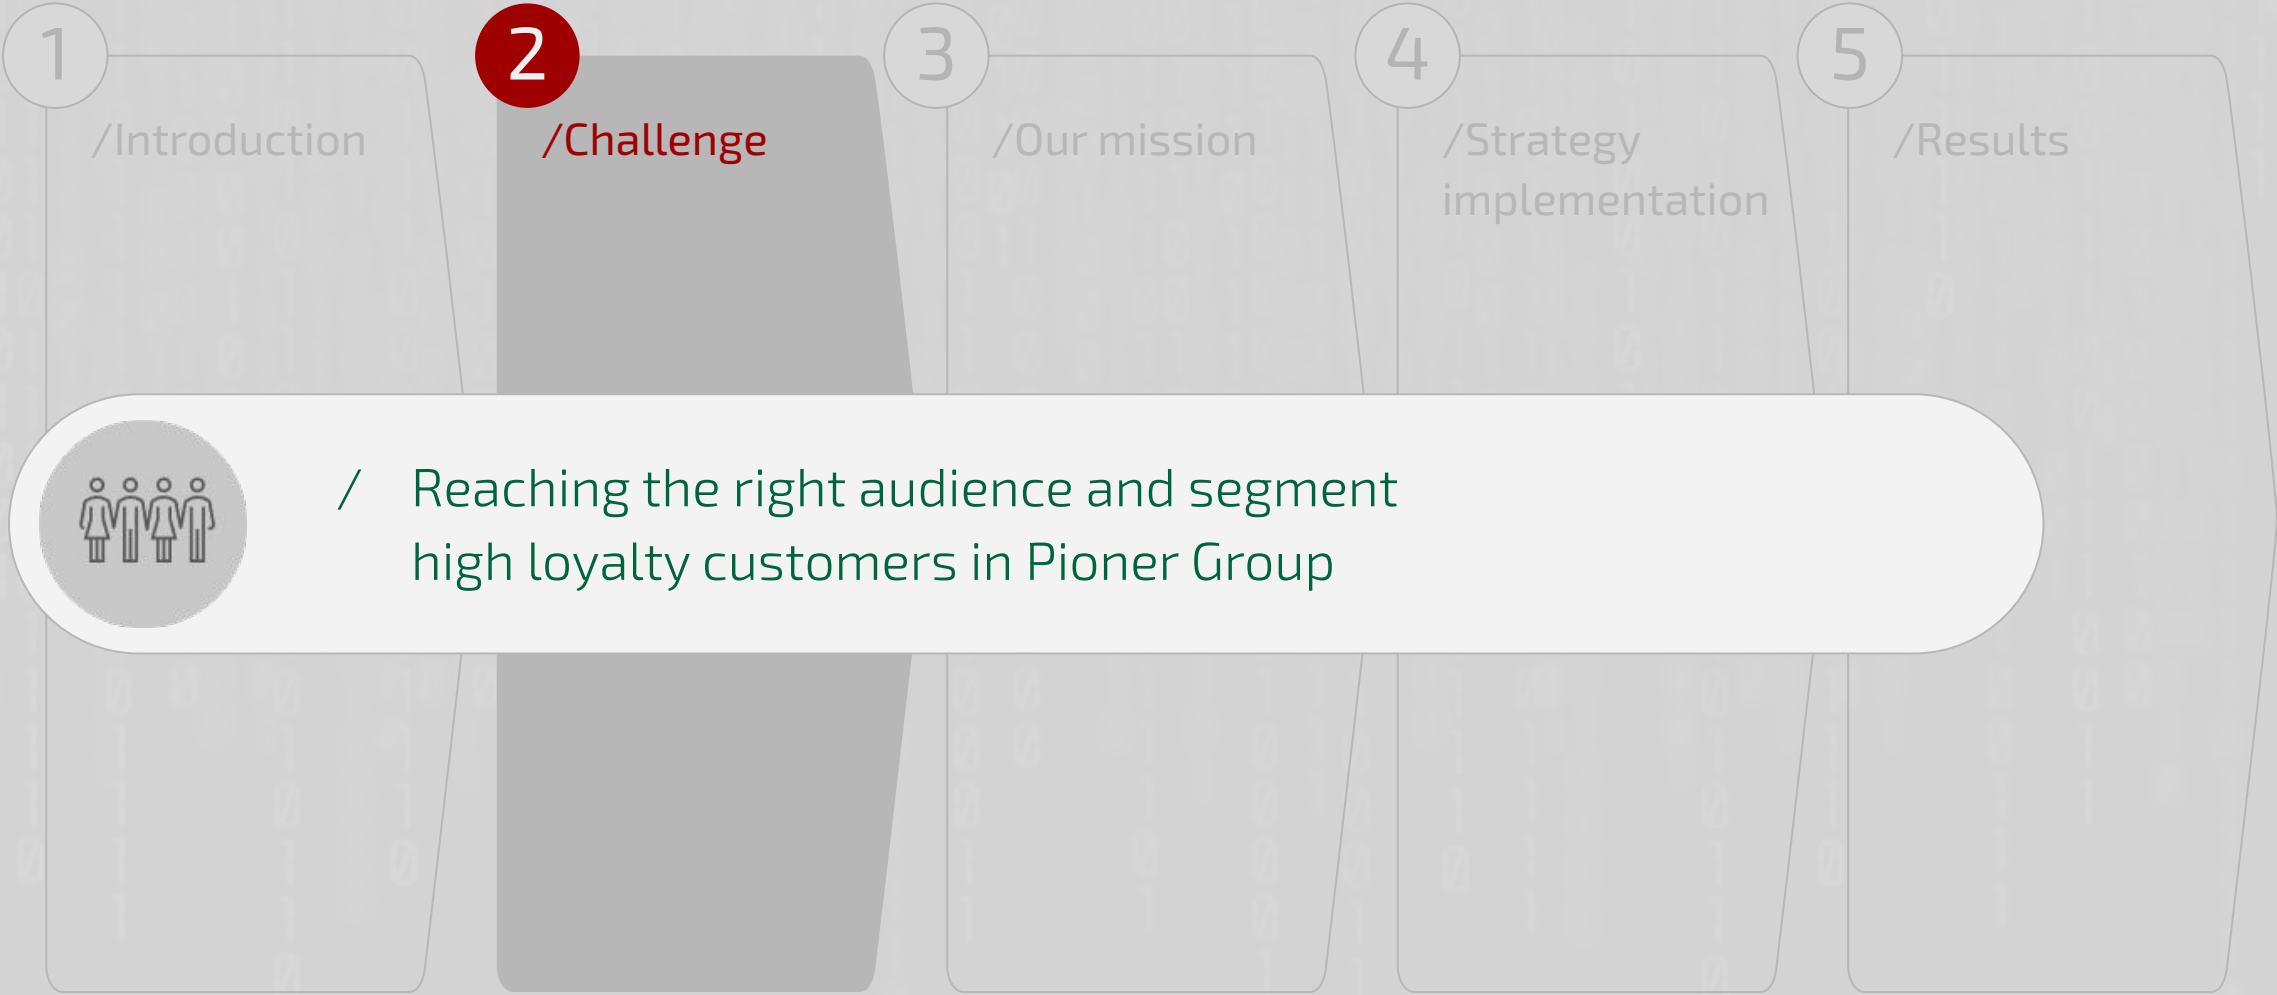 1
/Introduction
2
/Challenge
3
/Our mission
4
/Strategy
implementation
5
/Results
/ Reaching the right audience and segment
high loyalty customers in Pioner Group